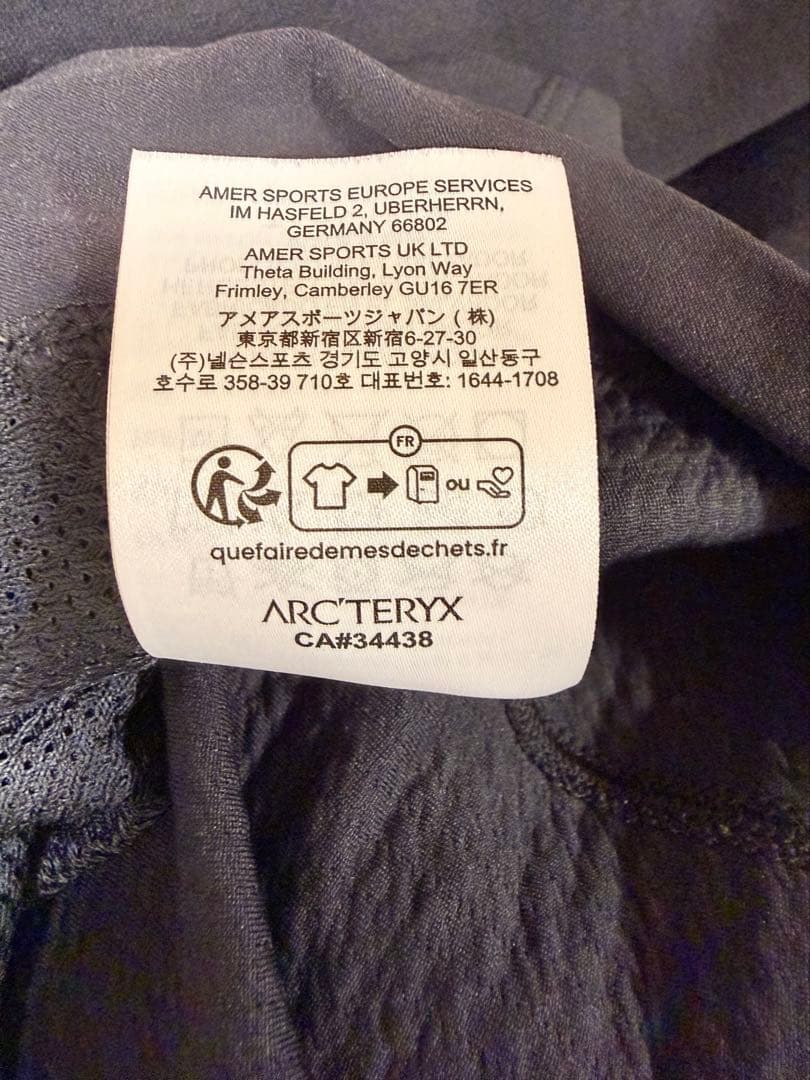 AMER SPORTS EUROPE SERVICES
IM HASFELD 2, UBERHERRN,
GERMANY 66802
AMER SPORTS UK LTD
Theta Building, Lyon Way
Frimley, Camberley GU16 7ER
アメアスポーツジャパン (株)
東京都新宿区新宿6-27-30
(주)넬슨스포츠 경기도 고양시 일산동구
호수로 358-39 710호 대표번호: 1644-1708
FR
ou
quefairedemesdechets.fr
ARC'TERYX
CA#34438